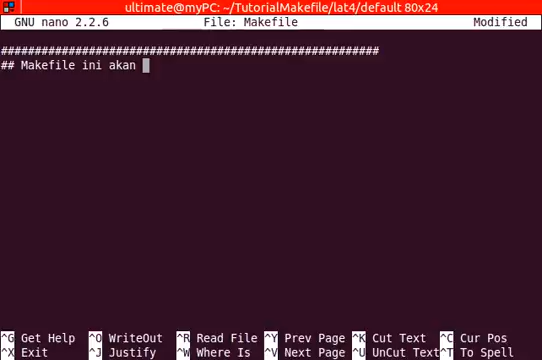 ultimate@myPC: ~/TutorialMakefile/lat4/default 80x24
GNU nano 2.2.6 File: Makefile Modified
########################################################
## Makefile ini akan
^G Get Help ^O WriteOut ^R Read File ^Y Prev Page ^K Cut Text ^C Cur Pos
^X Exit ^J Justify ^W Where Is ^V Next Page ^U UnCut Text ^T To Spell